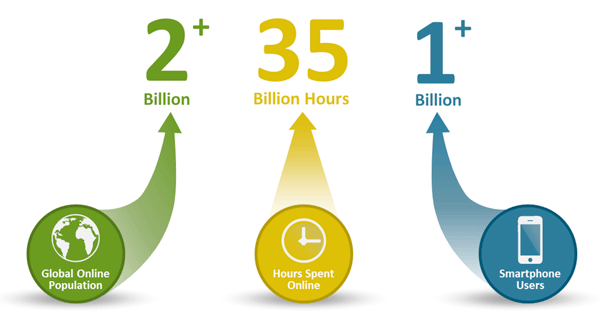 2+
Billion
35
Billion Hours
1+
Billion
Global Online
Population
Hours Spent
Online
Smartphone
Users